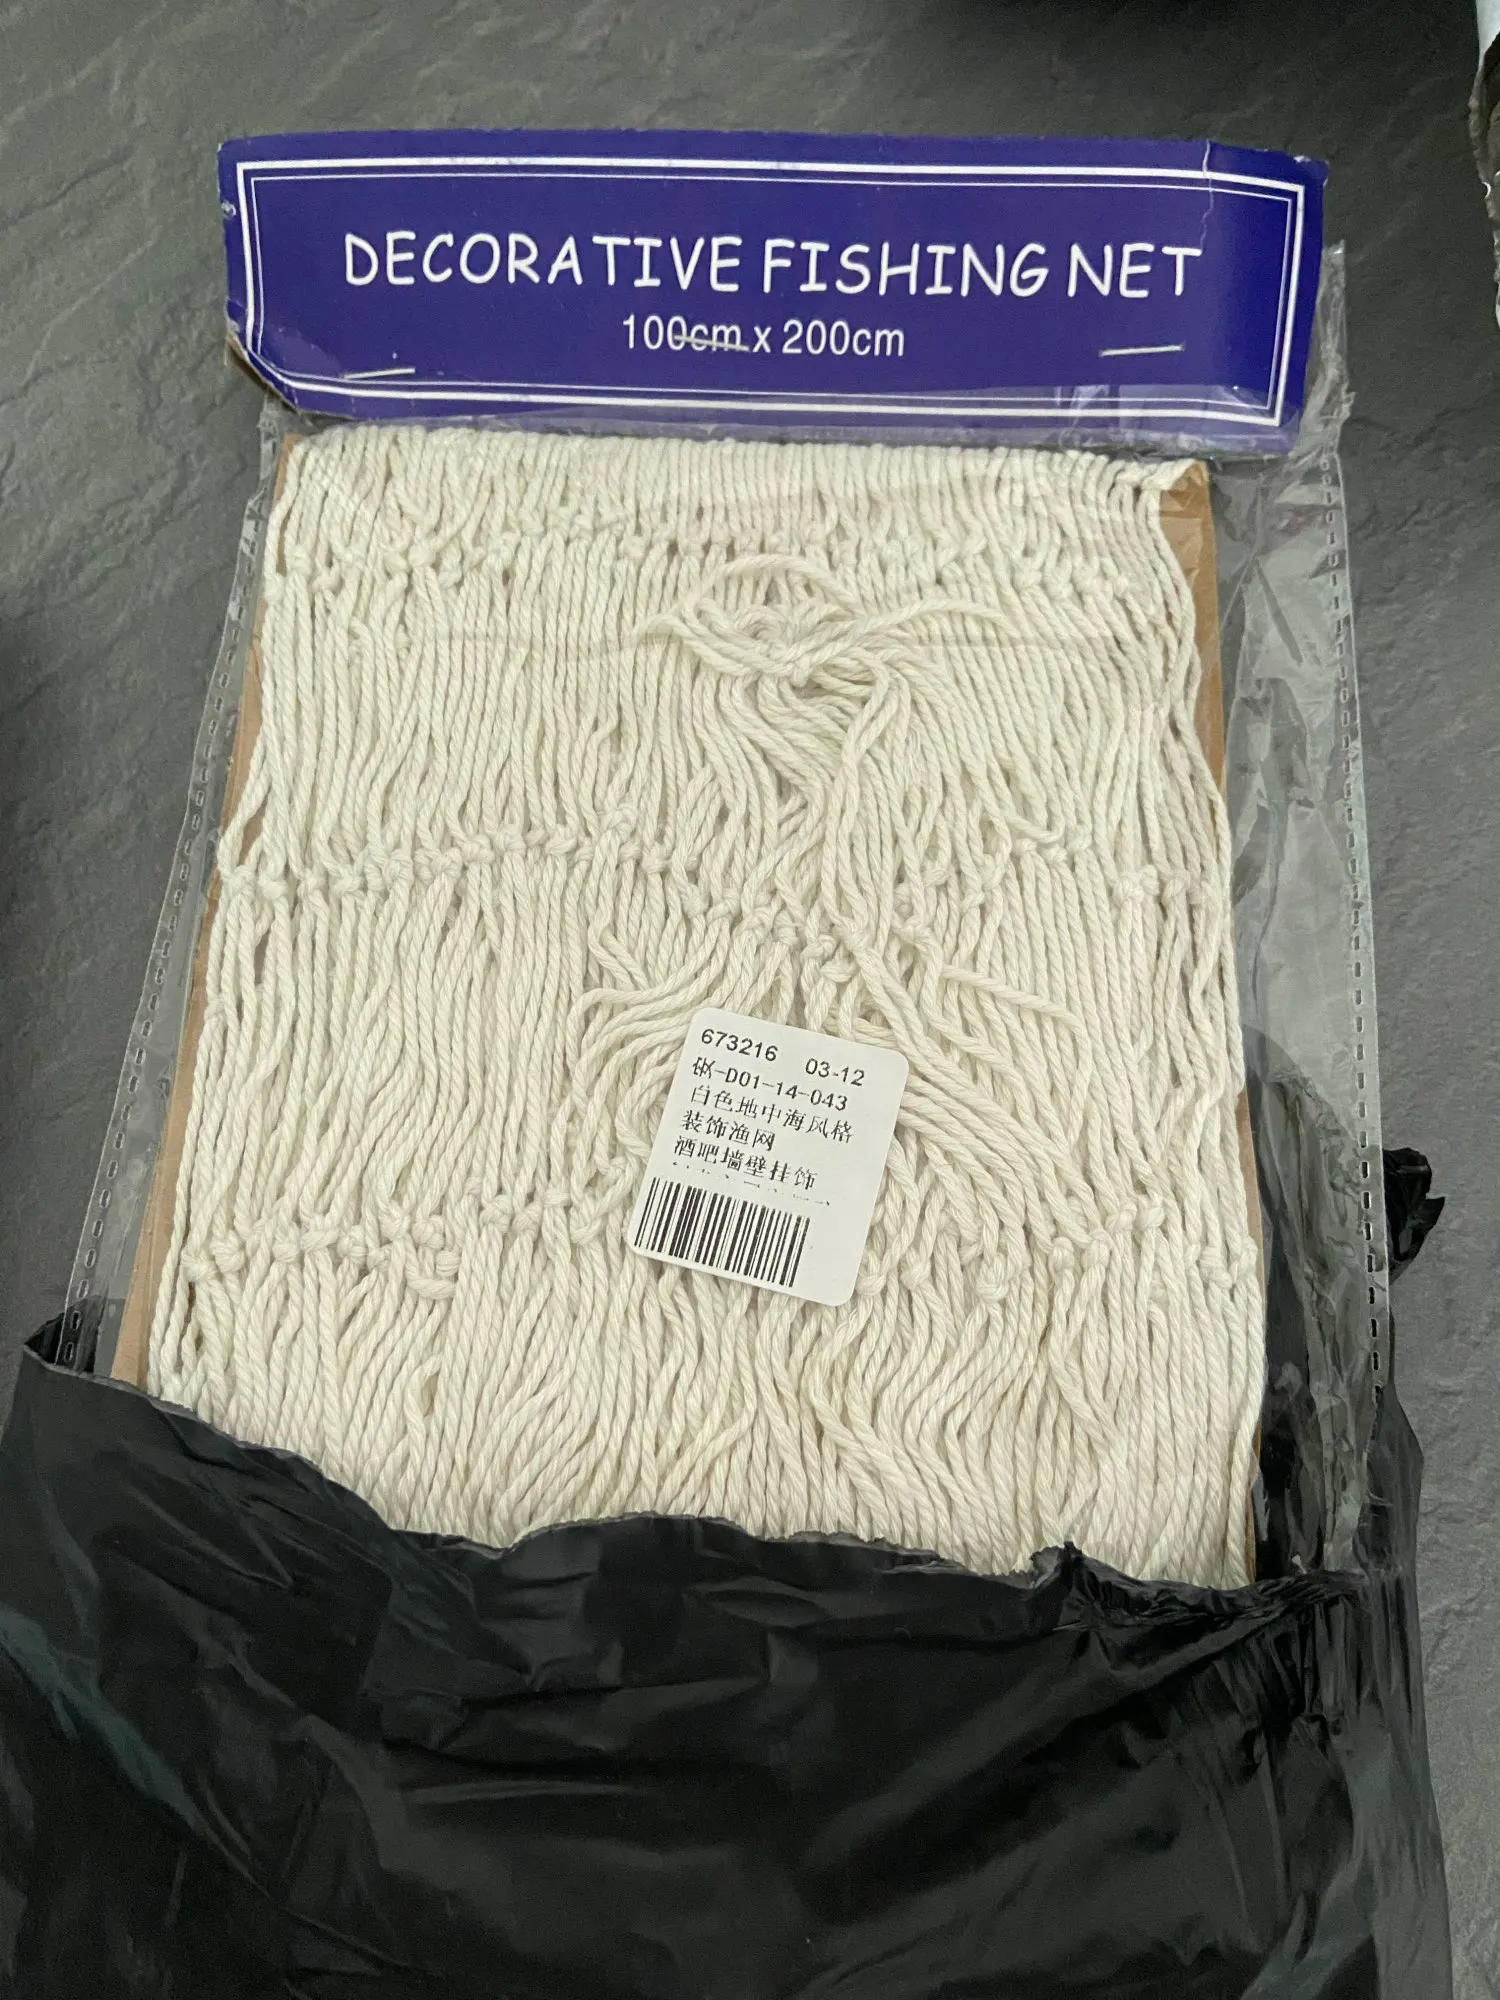 DECORATIVE FISHING NET
100cm x 200cm
673216 03-12
-D01-14-043
白色地中海风格
装饰渔网
酒吧墙壁挂饰